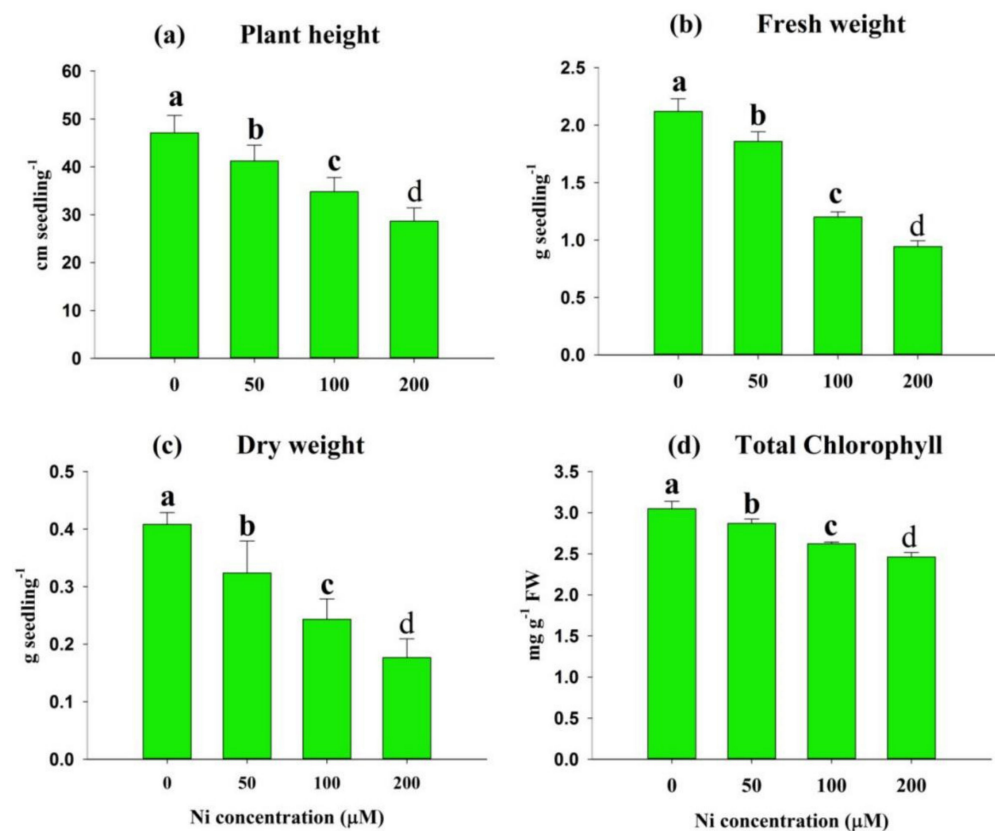 (a) Plant height
60
50
40
30
20
10
0
cm seedling⁻¹
a
b
c
d
0 50 100 200
(b) Fresh weight
2.5
2.0
1.5
1.0
0.5
0.0
g seedling⁻¹
a
b
c
d
0 50 100 200
(c) Dry weight
0.5
0.4
0.3
0.2
0.1
0.0
g seedling⁻¹
a
b
c
d
0 50 100 200
Ni concentration (μM)
(d) Total Chlorophyll
3.5
3.0
2.5
2.0
1.5
1.0
0.5
0.0
mg g⁻¹ FW
a
b
c
d
0 50 100 200
Ni concentration (μM)